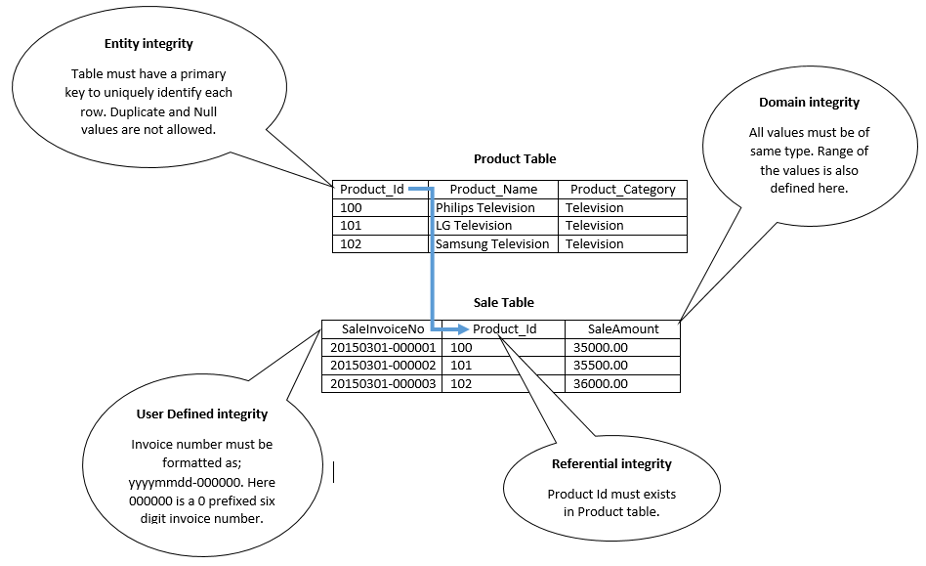 Entity integrity
Table must have a primary
key to uniquely identify each
row. Duplicate and Null
values are not allowed.
Domain integrity
All values must be of
same type. Range of
the values is also
defined here.
Product Table
Product_Id Product_Name Product_Category
100 Philips Television Television
101 LG Television Television
102 Samsung Television Television
Sale Table
SaleInvoiceNo Product_Id SaleAmount
20150301-000001 100 35000.00
20150301-000002 101 35500.00
20150301-000003 102 36000.00
User Defined integrity
Invoice number must be
formatted as;
yyyymmdd-000000. Here
000000 is a 0 prefixed six
digit invoice number.
Referential integrity
Product Id must exists
in Product table.